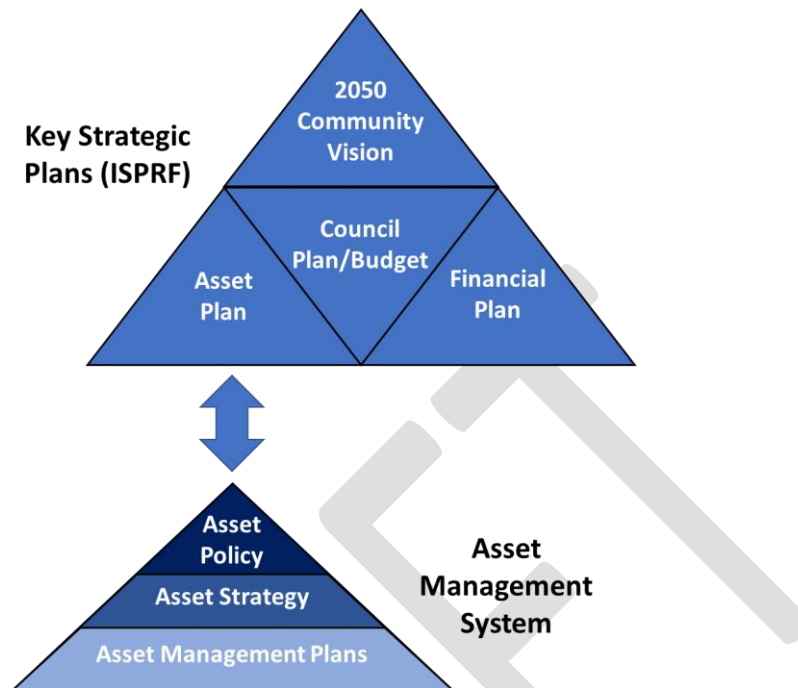 2050
Community
Vision
Key Strategic
Plans (ISPRF)
Council
Plan/Budget
Asset
Plan
Financial
Plan
Asset
Policy
Asset Strategy
Asset Management Plans
Asset
Management
System